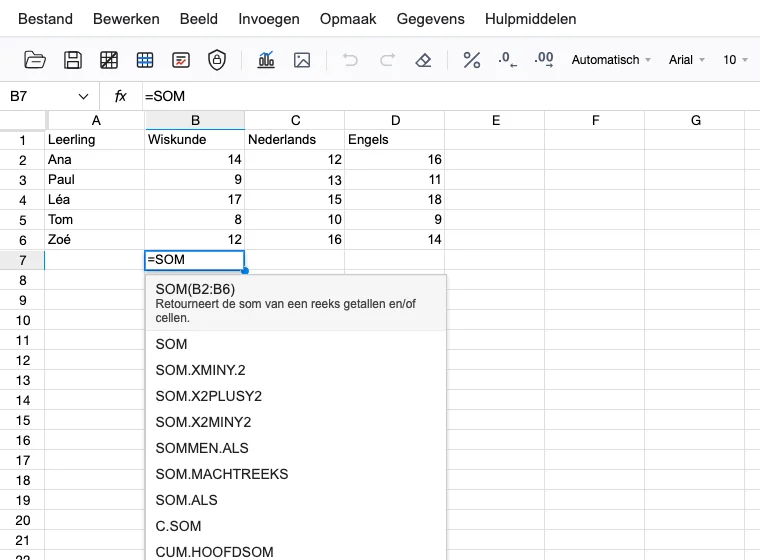 Bestand Bewerken Beeld Invoegen Opmaak Gegevens Hulpmiddelen
% .0 .00 Automatisch Arial 10
B7 fx =SOM
A B C D E F G
1 Leerling Wiskunde Nederlands Engels
2 Ana 14 12 16
3 Paul 9 13 11
4 Léa 17 15 18
5 Tom 8 10 9
6 Zoé 12 16 14
7 =SOM
8
SOM(B2:B6)
9 Retourneert de som van een reeks getallen en/of
10 cellen.
11 SOM
12 SOM.XMINY.2
13 SOM.X2PLUSY2
14
15 SOM.X2MINY2
16 SOMMEN.ALS
17
18 SOM.MACHTREEKS
19 SOM.ALS
20 C.SOM
21
CUM.HOOFDSOM
22